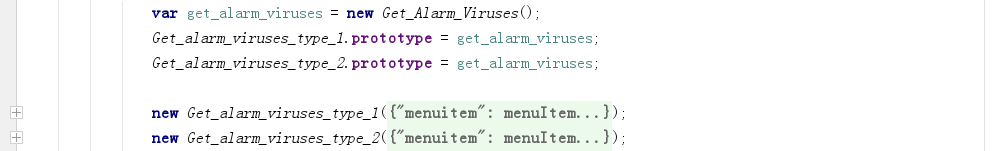 var get_alarm_viruses = new Get_Alarm_Viruses();
Get_alarm_viruses_type_1.prototype = get_alarm_viruses;
Get_alarm_viruses_type_2.prototype = get_alarm_viruses;
new Get_alarm_viruses_type_1({"menuitem": menuItem...});
new Get_alarm_viruses_type_2({"menuitem": menuItem...});